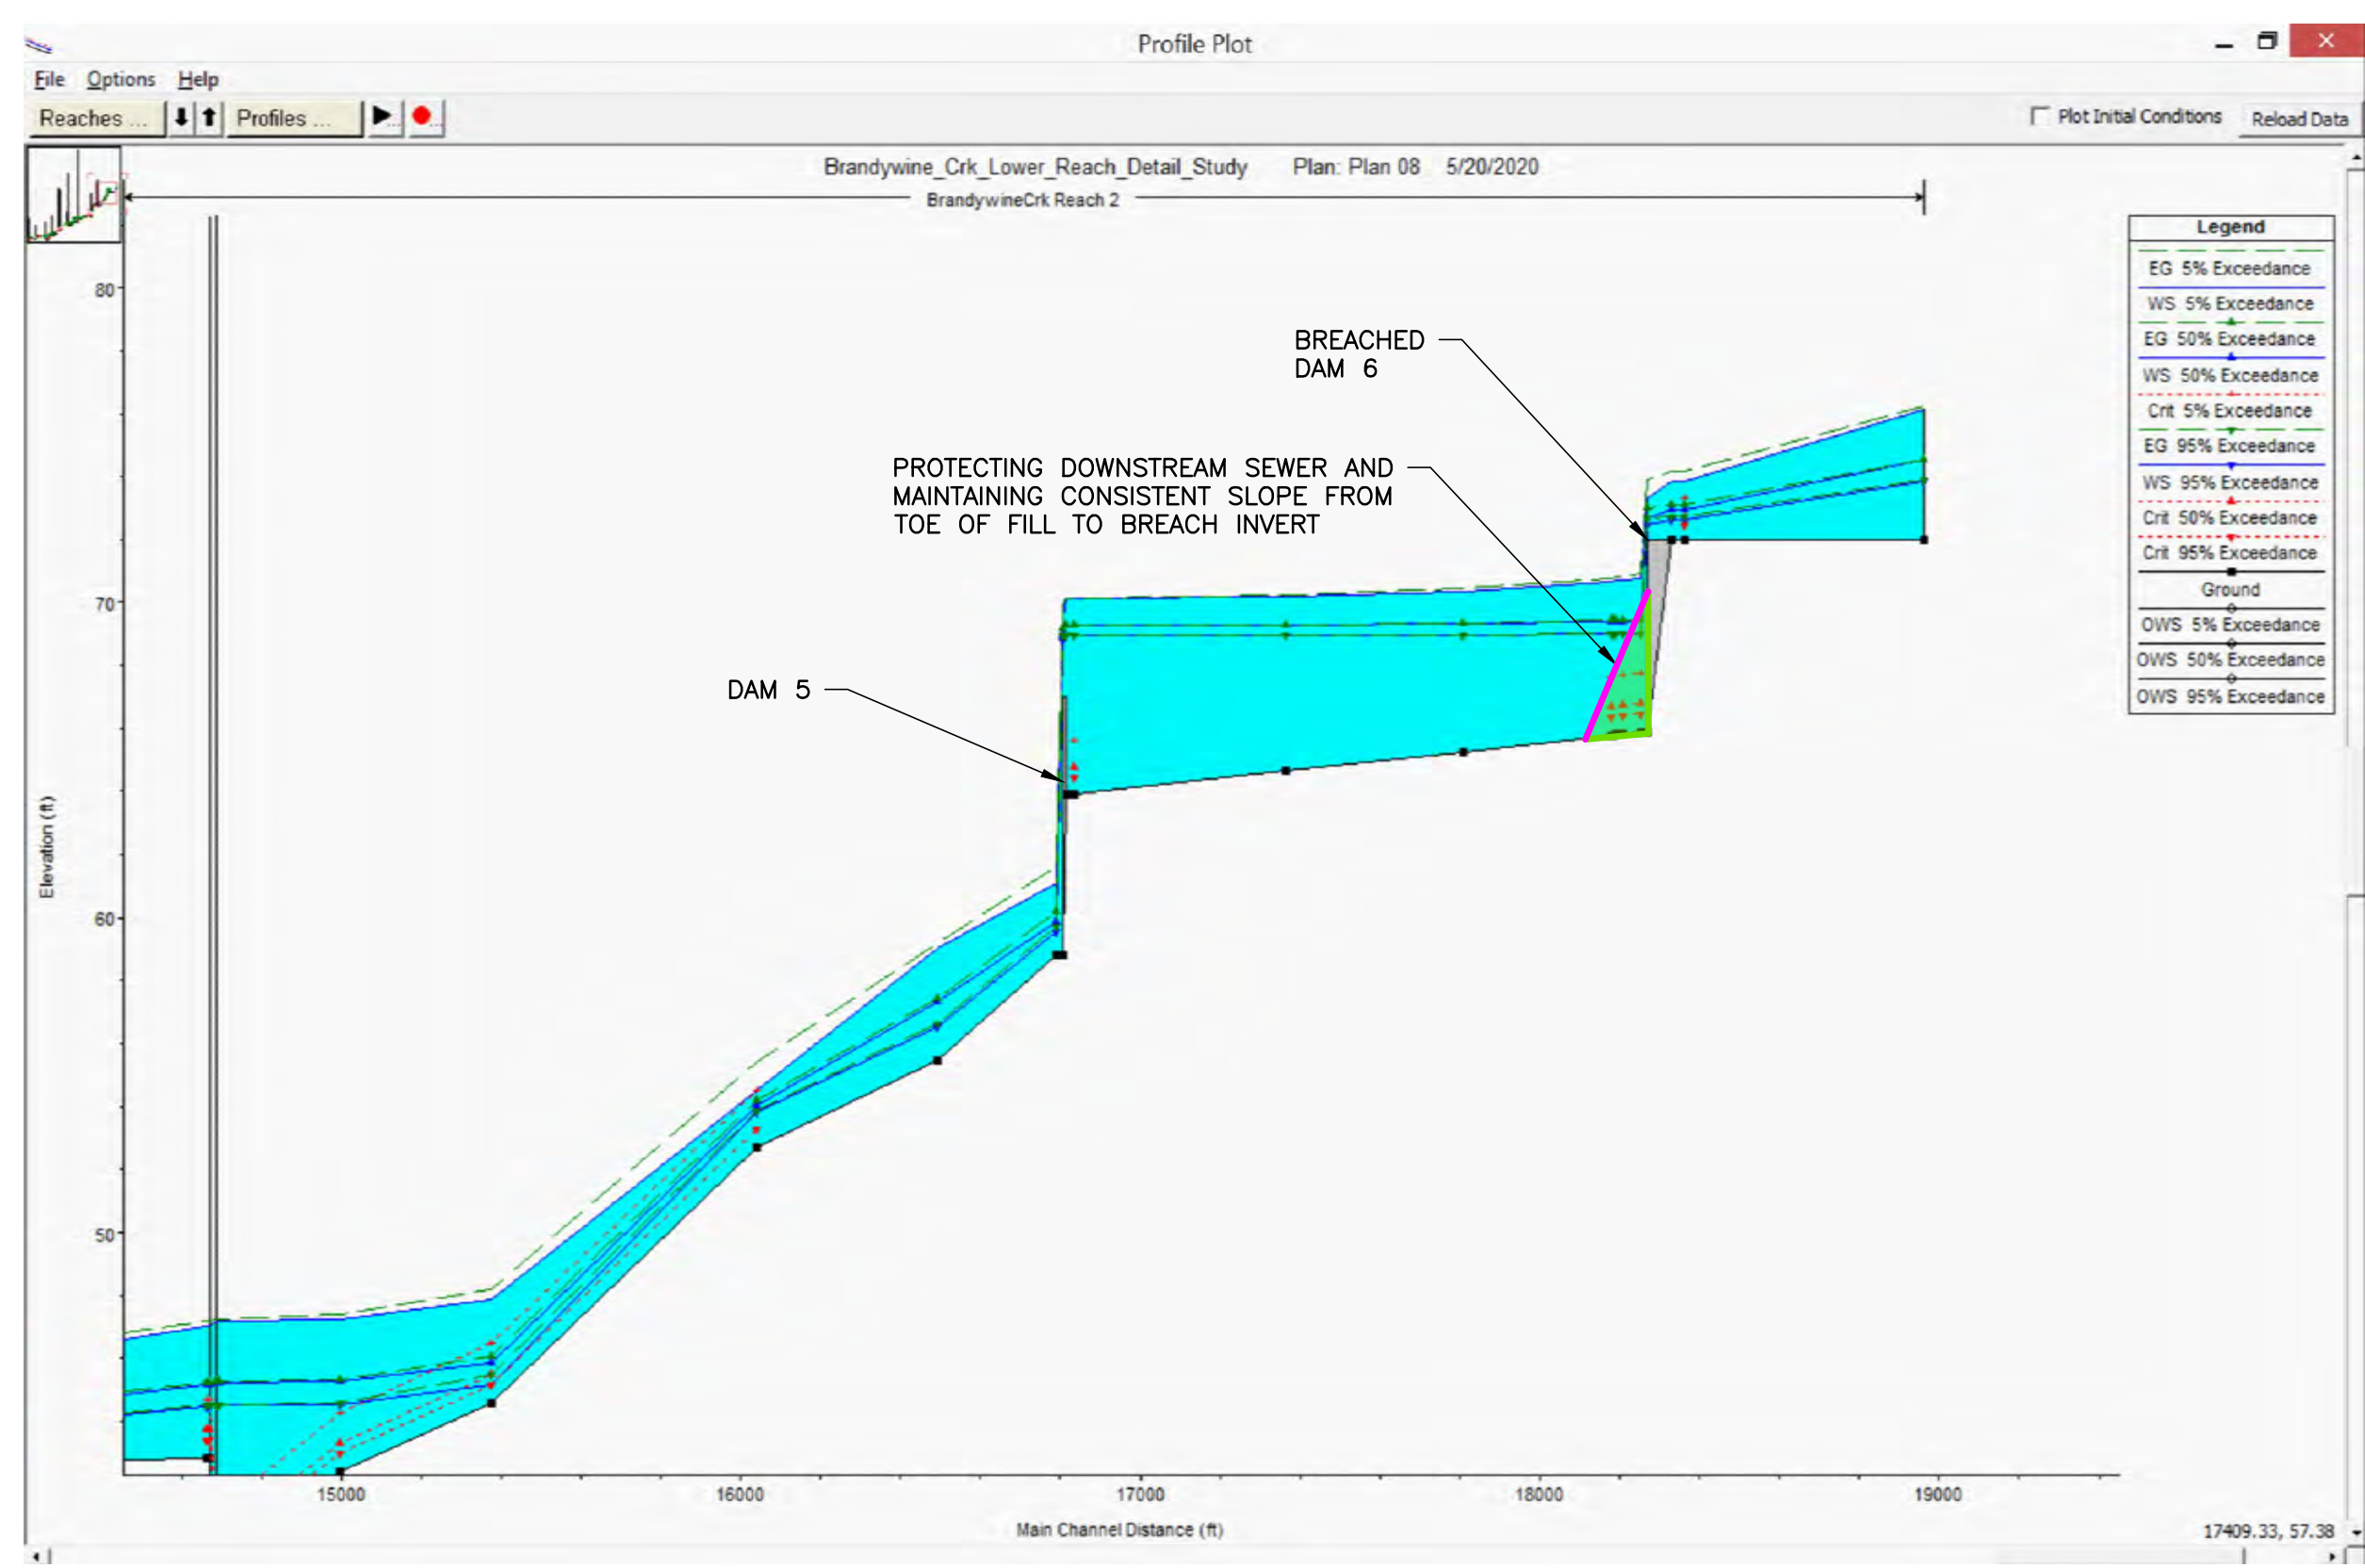 Profile Plot
File Options Help
Reaches ... Profiles ... Plot Initial Conditions Reload Data
Brandywine_Crk_Lower_Reach_Detail_Study Plan: Plan 08 5/20/2020
BrandywineCrk Reach 2
Legend
EG 5% Exceedance
WS 5% Exceedance
EG 50% Exceedance
WS 50% Exceedance
Crit 5% Exceedance
EG 95% Exceedance
WS 95% Exceedance
Crit 50% Exceedance
Crit 95% Exceedance
Ground
OWS 5% Exceedance
OWS 50% Exceedance
OWS 95% Exceedance
BREACHED
DAM 6
PROTECTING DOWNSTREAM SEWER AND
MAINTAINING CONSISTENT SLOPE FROM
TOE OF FILL TO BREACH INVERT
DAM 5
80
70
60
50
Elevation (ft)
15000 16000 17000 18000 19000
Main Channel Distance (ft)
17409.33, 57.38